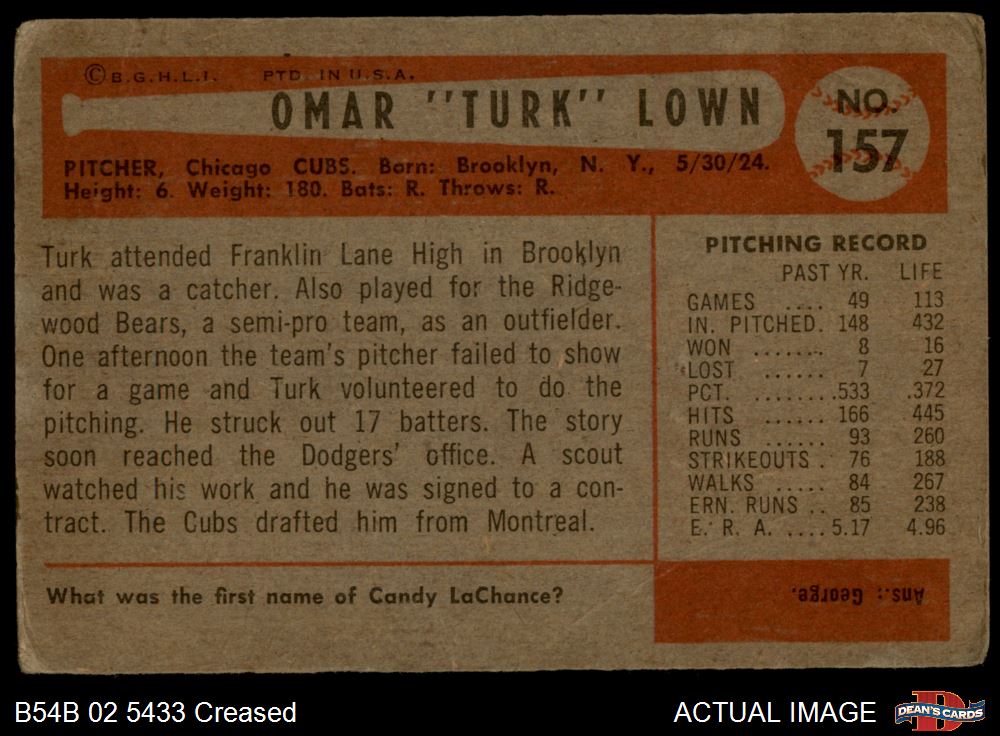 © B.G.H.L.I. PTD. IN U.S.A.
OMAR "TURK" LOWN
NO.
157
PITCHER, Chicago CUBS. Born: Brooklyn, N. Y., 5/30/24.
Height: 6. Weight: 180. Bats: R. Throws: R.
Turk attended Franklin Lane High in Brooklyn
and was a catcher. Also played for the Ridge-
wood Bears, a semi-pro team, as an outfielder.
One afternoon the team's pitcher failed to show
for a game and Turk volunteered to do the
pitching. He struck out 17 batters. The story
soon reached the Dodgers' office. A scout
watched his work and he was signed to a con-
tract. The Cubs drafted him from Montreal.
PITCHING RECORD
PAST YR. LIFE
GAMES .... 49 113
IN. PITCHED. 148 432
WON ....... 8 16
LOST ...... 7 27
PCT. ........ .533 .372
HITS ...... 166 445
RUNS ...... 93 260
STRIKEOUTS . 76 188
WALKS ..... 84 267
ERN. RUNS .. 85 238
E. R. A. .... 5.17 4.96
What was the first name of Candy LaChance?
Ans.: George.
B54B 02 5433 Creased
ACTUAL IMAGE
DEAN'S CARDS